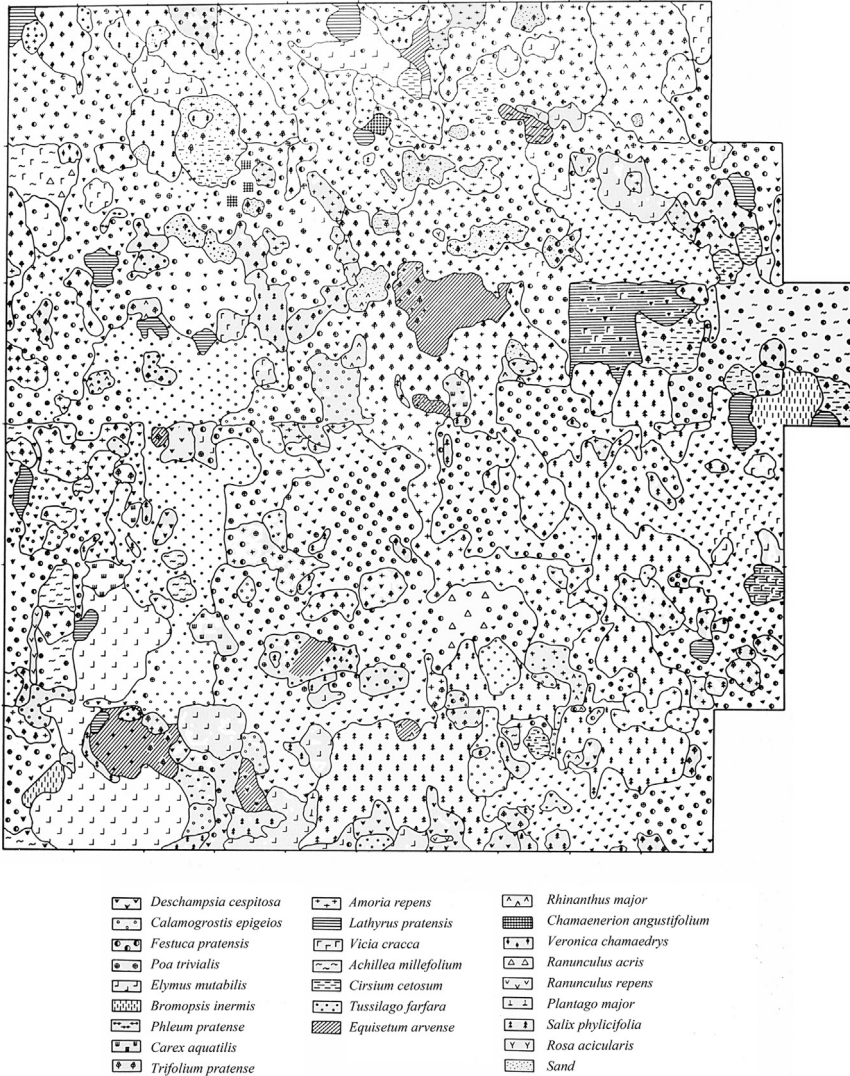 Deschampsia cespitosa
Calamogrostis epigeios
Festuca pratensis
Poa trivialis
Elymus mutabilis
Bromopsis inermis
Phleum pratense
Carex aquatilis
Trifolium pratense
Amoria repens
Lathyrus pratensis
Vicia cracca
Achillea millefolium
Cirsium cetosum
Tussilago farfara
Equisetum arvense
Rhinanthus major
Chamaenerion angustifolium
Veronica chamaedrys
Ranunculus acris
Ranunculus repens
Plantago major
Salix phylicifolia
Rosa acicularis
Sand